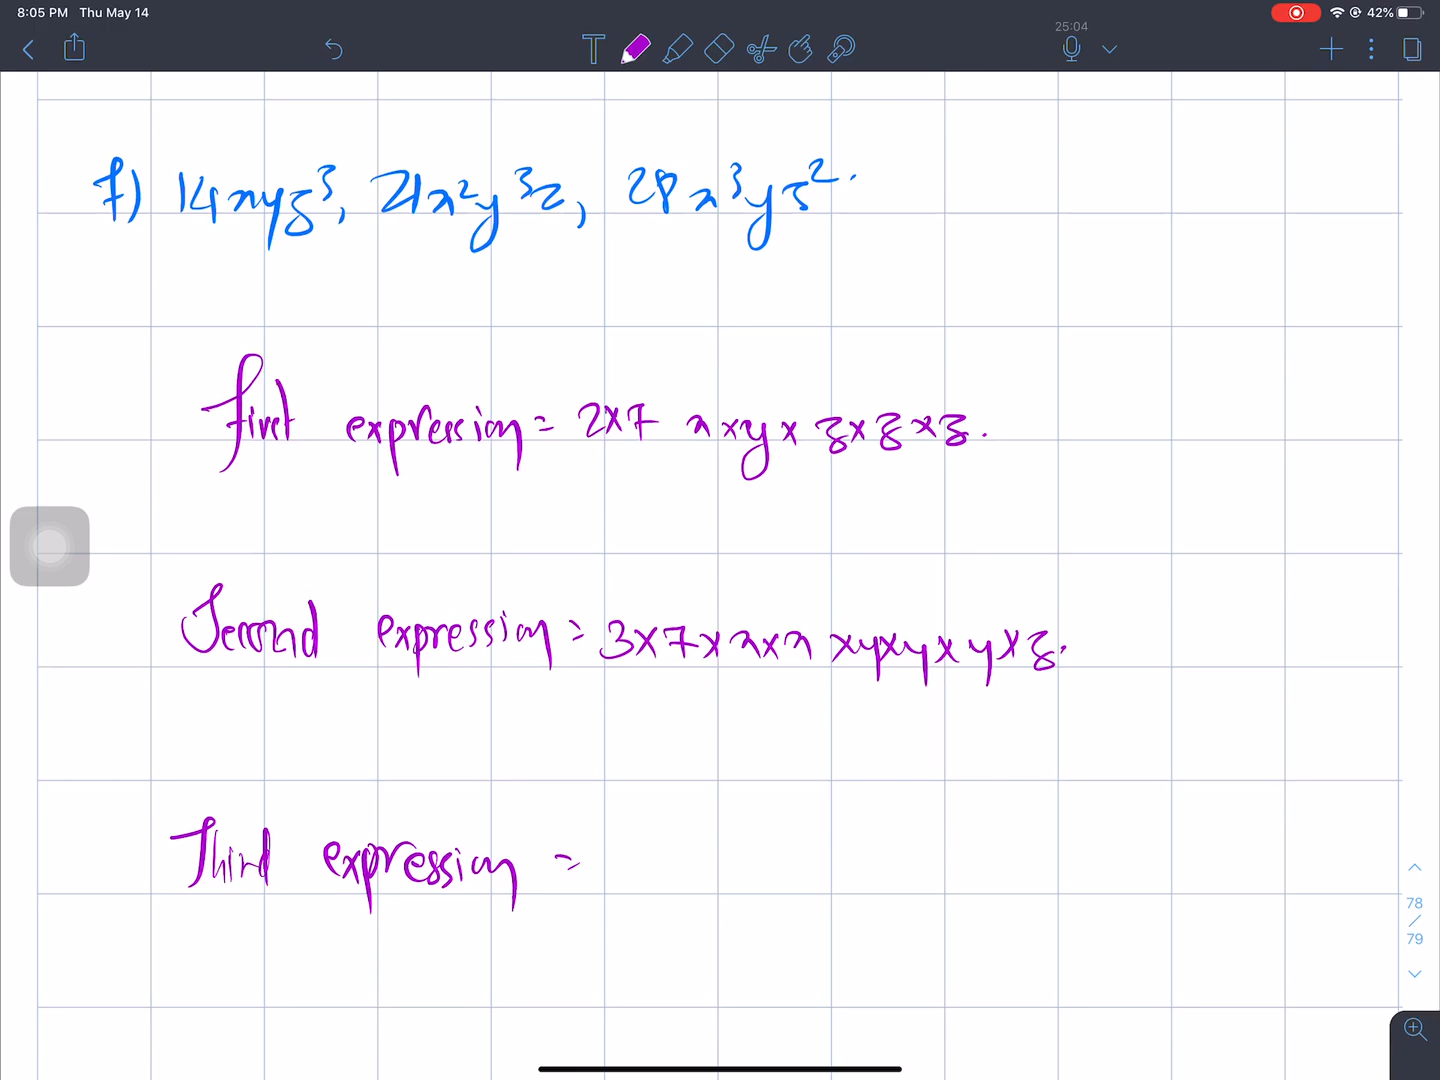 8:05 PM Thu May 14
42%
25:04
f) 14xyz³, 21x²y³z, 28x³yz².
First expression = 2×7 x×y×z×z×z.
Second expression = 3×7×x×x×y×y×y×z.
Third expression =
78
/
79